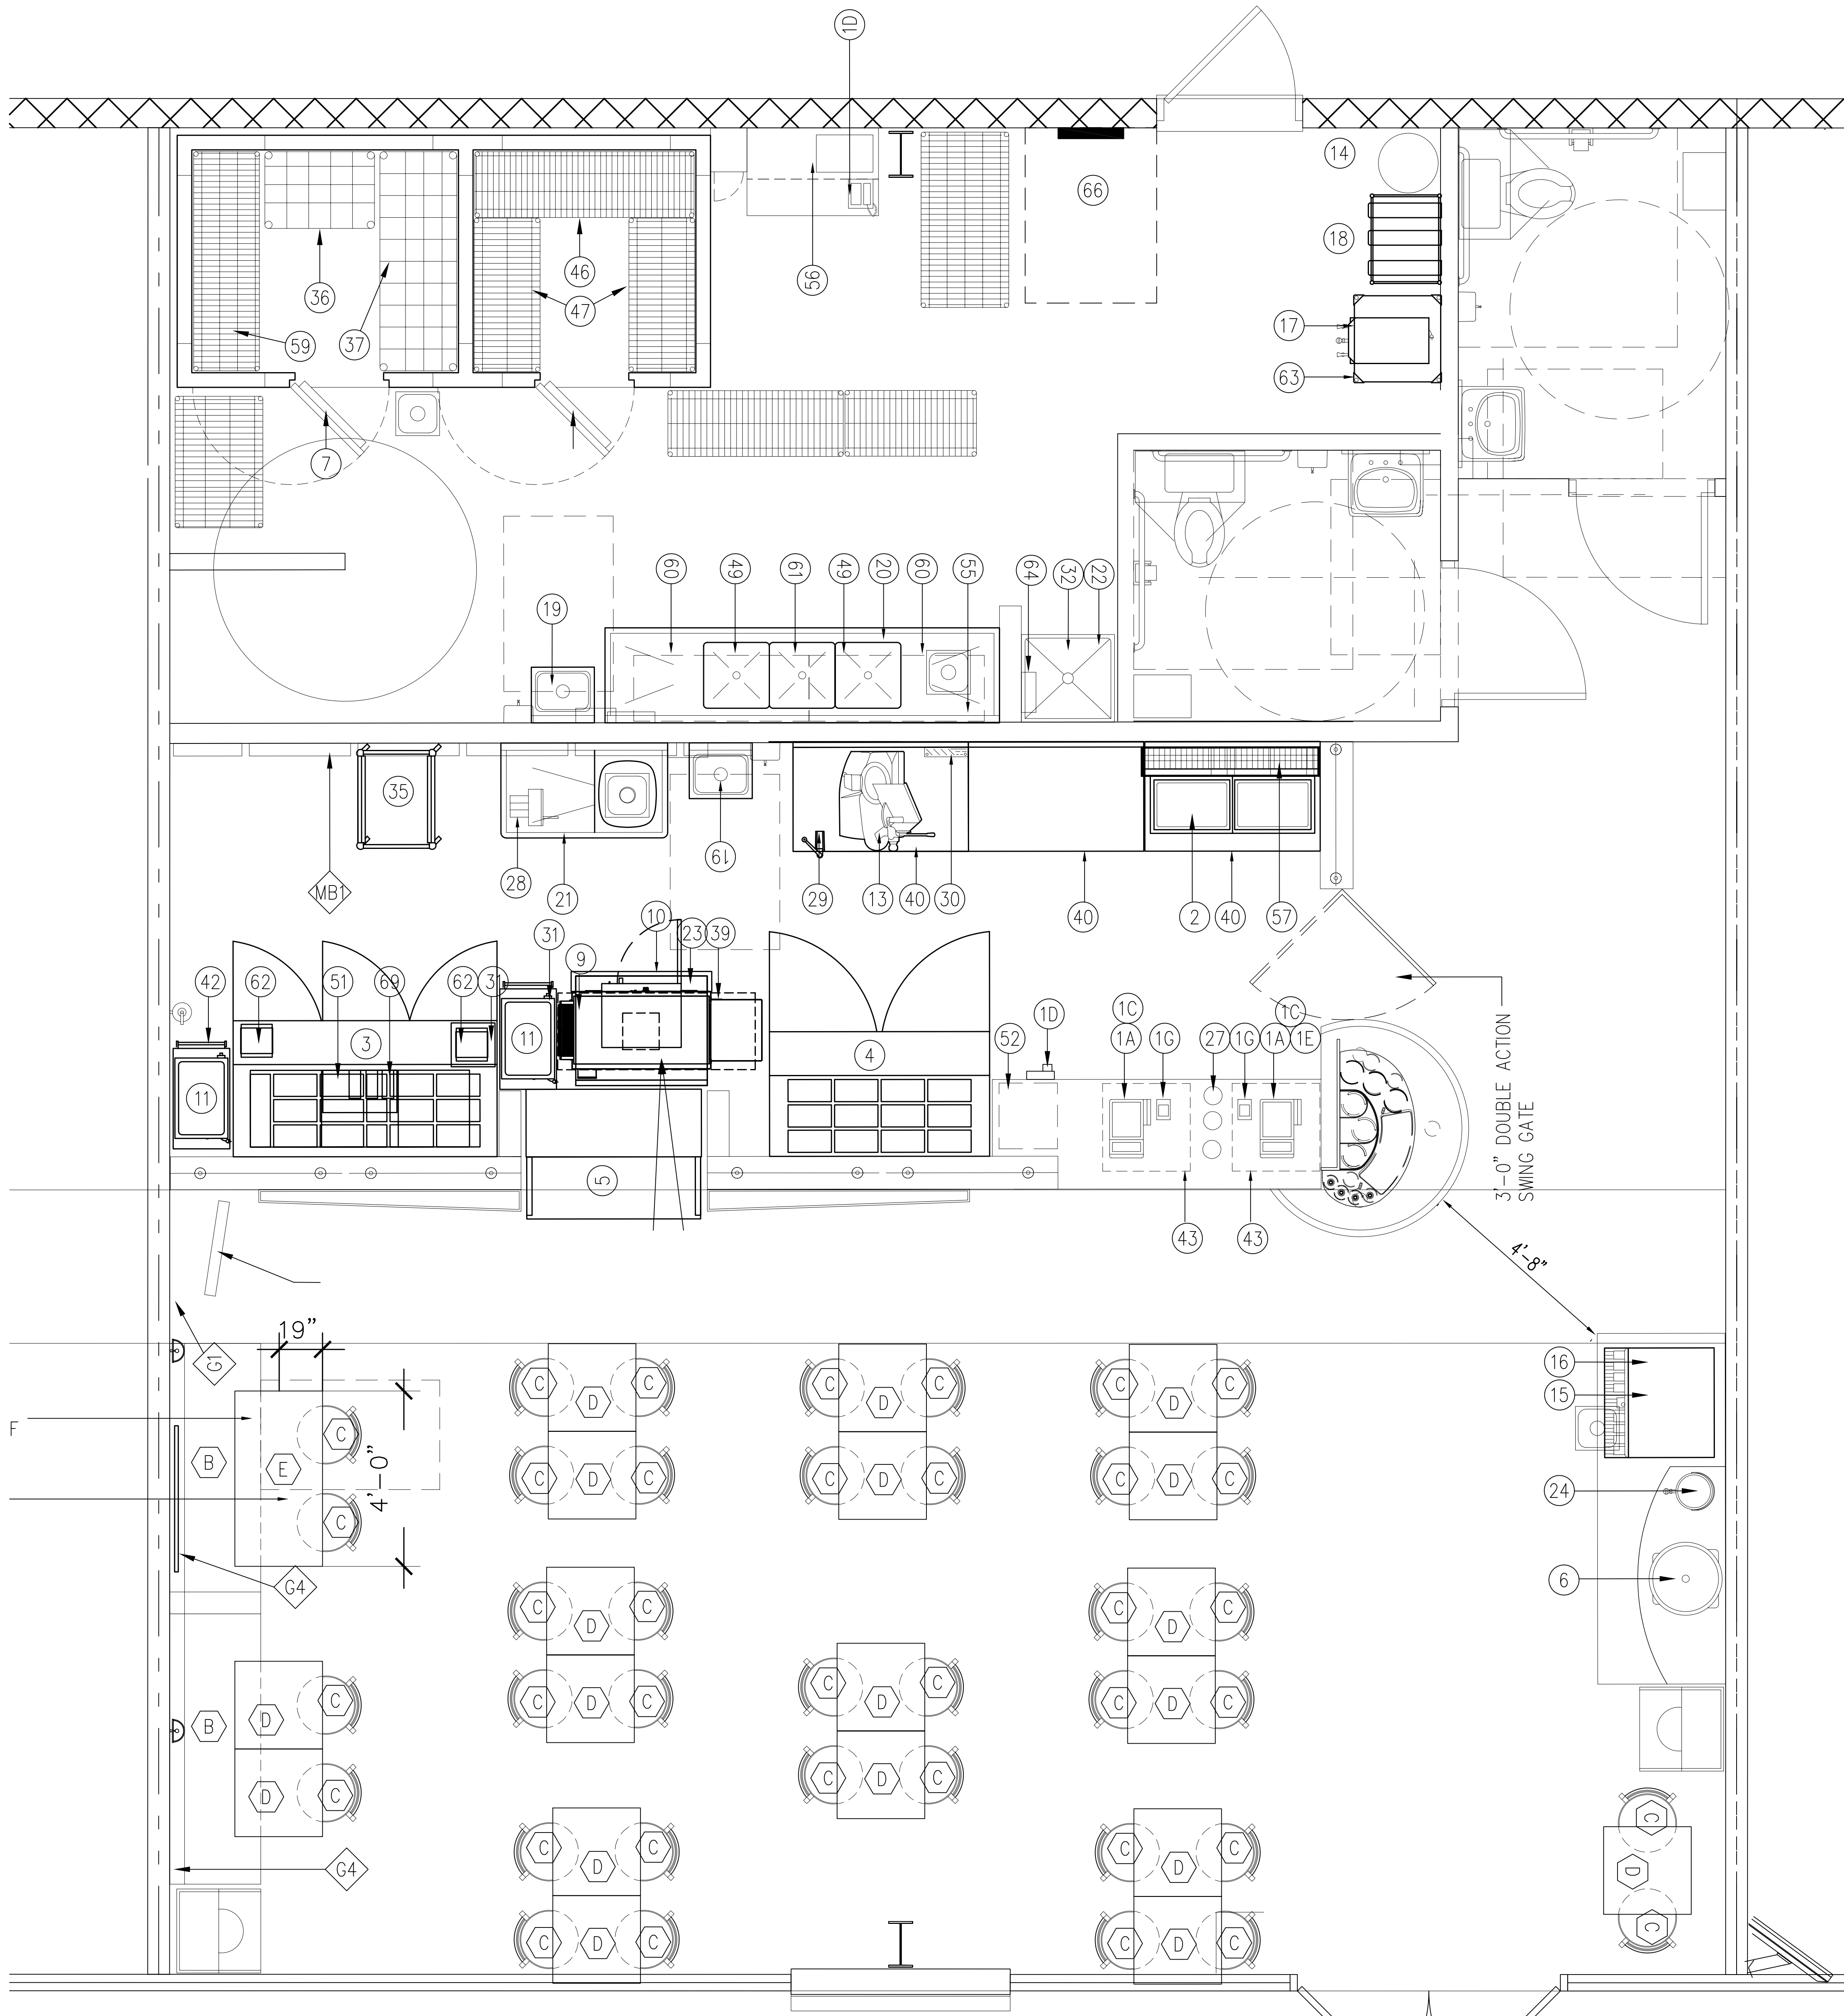 1D
14
66
18
46
36
47
56
17
59
37
63
7
60
49
61
49
20
60
55
64
32
22
19
35
28
19
MB1
21
29
13
40
30
40
2
40
57
10
31
23
39
9
42
62
51
69
62
31
3
11
11
4
52
1D
1C
1A
1G
27
1G
1C
1A
1E
3'-0" DOUBLE ACTION
SWING GATE
5
43
43
4'-8"
19"
G1
16
15
C
D
C
C
D
C
C
D
C
F
C
B
E
4'-0"
C
C
D
C
C
D
C
C
D
C
24
G4
6
C
D
C
C
D
C
C
D
C
C
D
C
C
D
C
C
D
C
B
D
C
D
C
C
D
C
G4
C
D
C
C
D
C
C
D
C
C
D
C
C
D
C